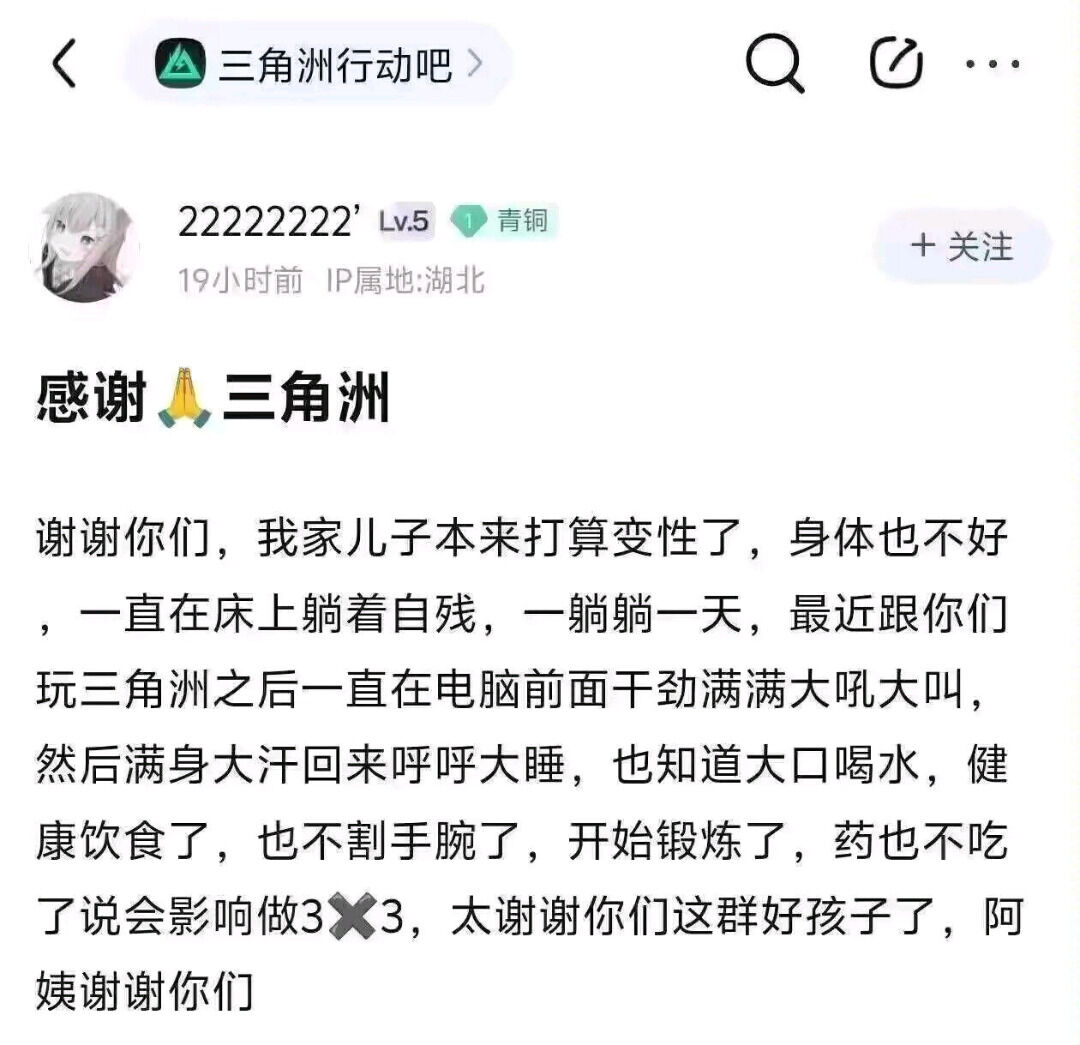 三角洲行动吧
22222222’ Lv.5 1 青铜
19小时前 IP属地:湖北
+ 关注
感谢🙏三角洲
谢谢你们，我家儿子本来打算变性了，身体也不好
，一直在床上躺着自残，一躺躺一天，最近跟你们
玩三角洲之后一直在电脑前面干劲满满大吼大叫，
然后满身大汗回来呼呼大睡，也知道大口喝水，健
康饮食了，也不割手腕了，开始锻炼了，药也不吃
了说会影响做3✖3，太谢谢你们这群好孩子了，阿
姨谢谢你们